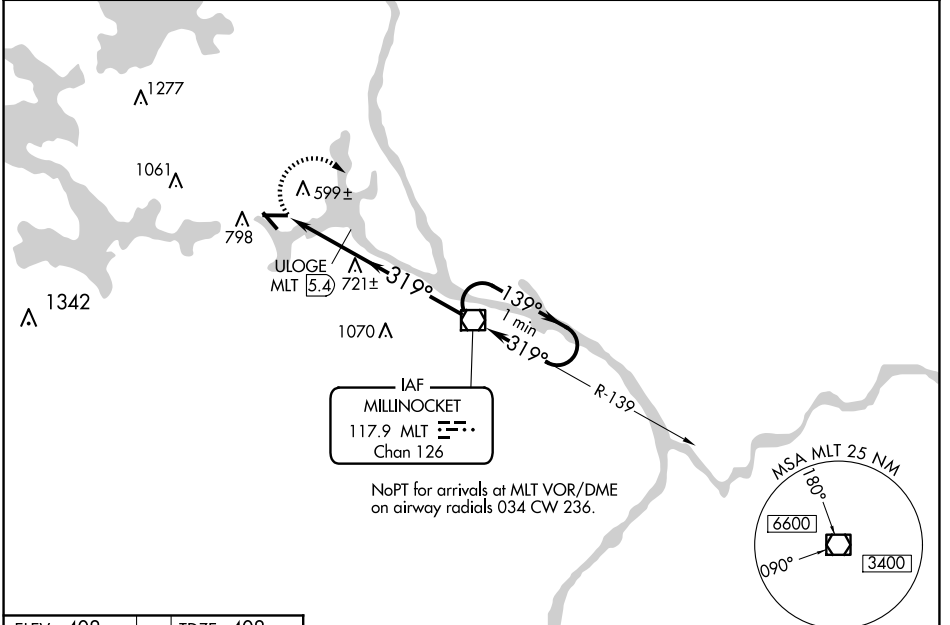 1277
1061
599±
798
ULOGE
MLT 5.4
721±
319°
1342
1070
139°
1 min
319°
R-139
IAF
MILLINOCKET
117.9 MLT
Chan 126
NoPT for arrivals at MLT VOR/DME
on airway radials 034 CW 236.
MSA MLT 25 NM
180°
6600
090°
3400